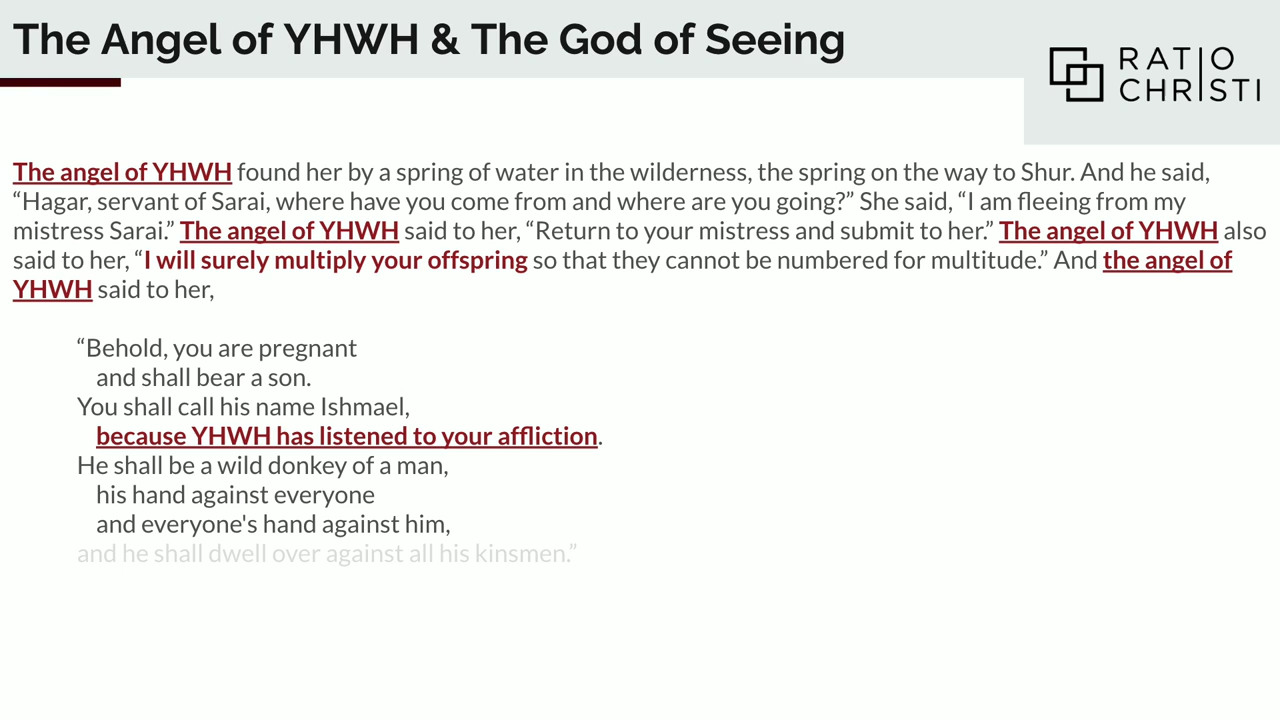 The Angel of YHWH & The God of Seeing
RATIO
CHRISTI
The angel of YHWH found her by a spring of water in the wilderness, the spring on the way to Shur. And he said,
“Hagar, servant of Sarai, where have you come from and where are you going?” She said, “I am fleeing from my
mistress Sarai.” The angel of YHWH said to her, “Return to your mistress and submit to her.” The angel of YHWH also
said to her, “I will surely multiply your offspring so that they cannot be numbered for multitude.” And the angel of
YHWH said to her,
“Behold, you are pregnant
and shall bear a son.
You shall call his name Ishmael,
because YHWH has listened to your affliction.
He shall be a wild donkey of a man,
his hand against everyone
and everyone's hand against him,
and he shall dwell over against all his kinsmen.”